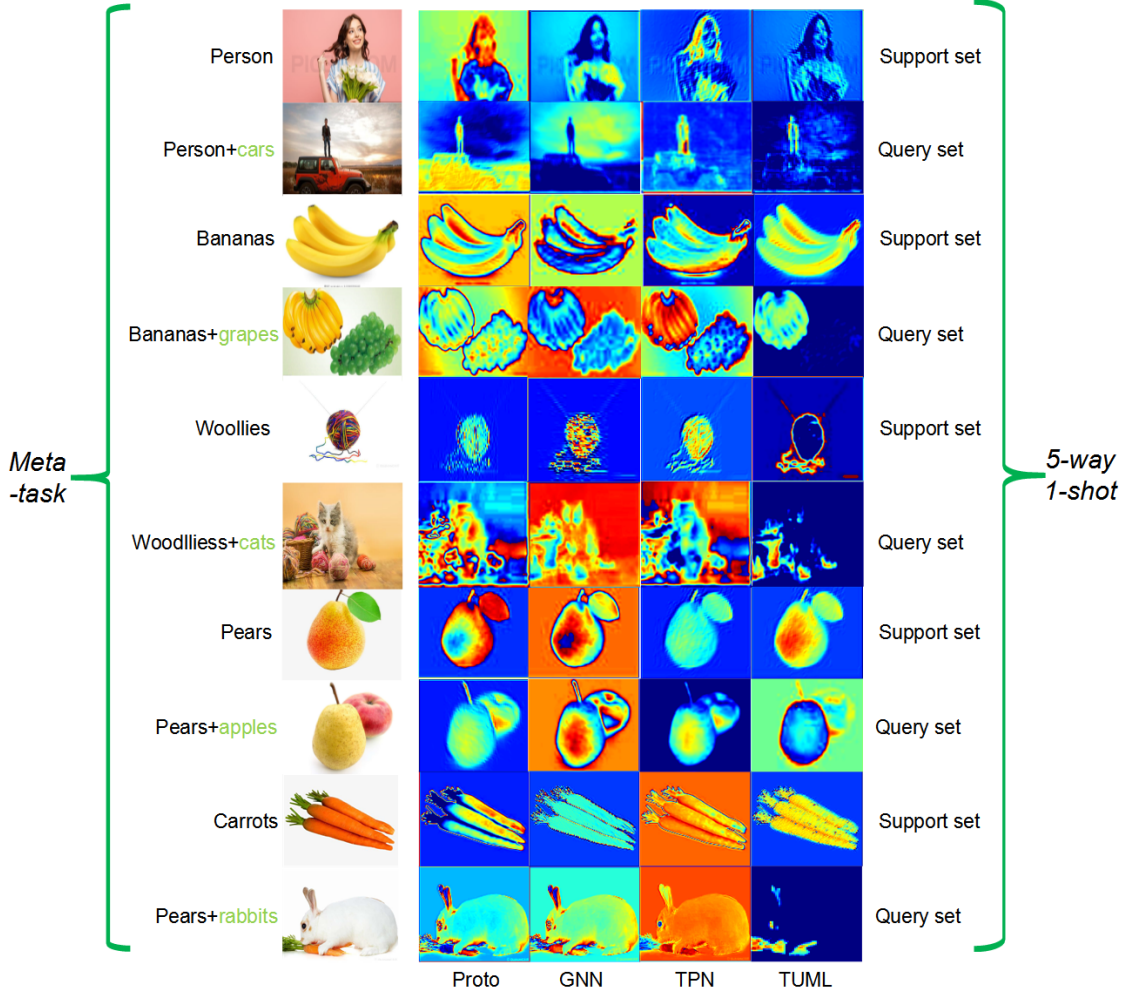 Person
Support set
Person+cars
Query set
Bananas
Support set
Bananas+grapes
Query set
Woollies
Support set
Meta
-task
5-way
1-shot
Woodlliess+cats
Query set
Pears
Support set
Pears+apples
Query set
Carrots
Support set
Pears+rabbits
Query set
Proto GNN TPN TUML